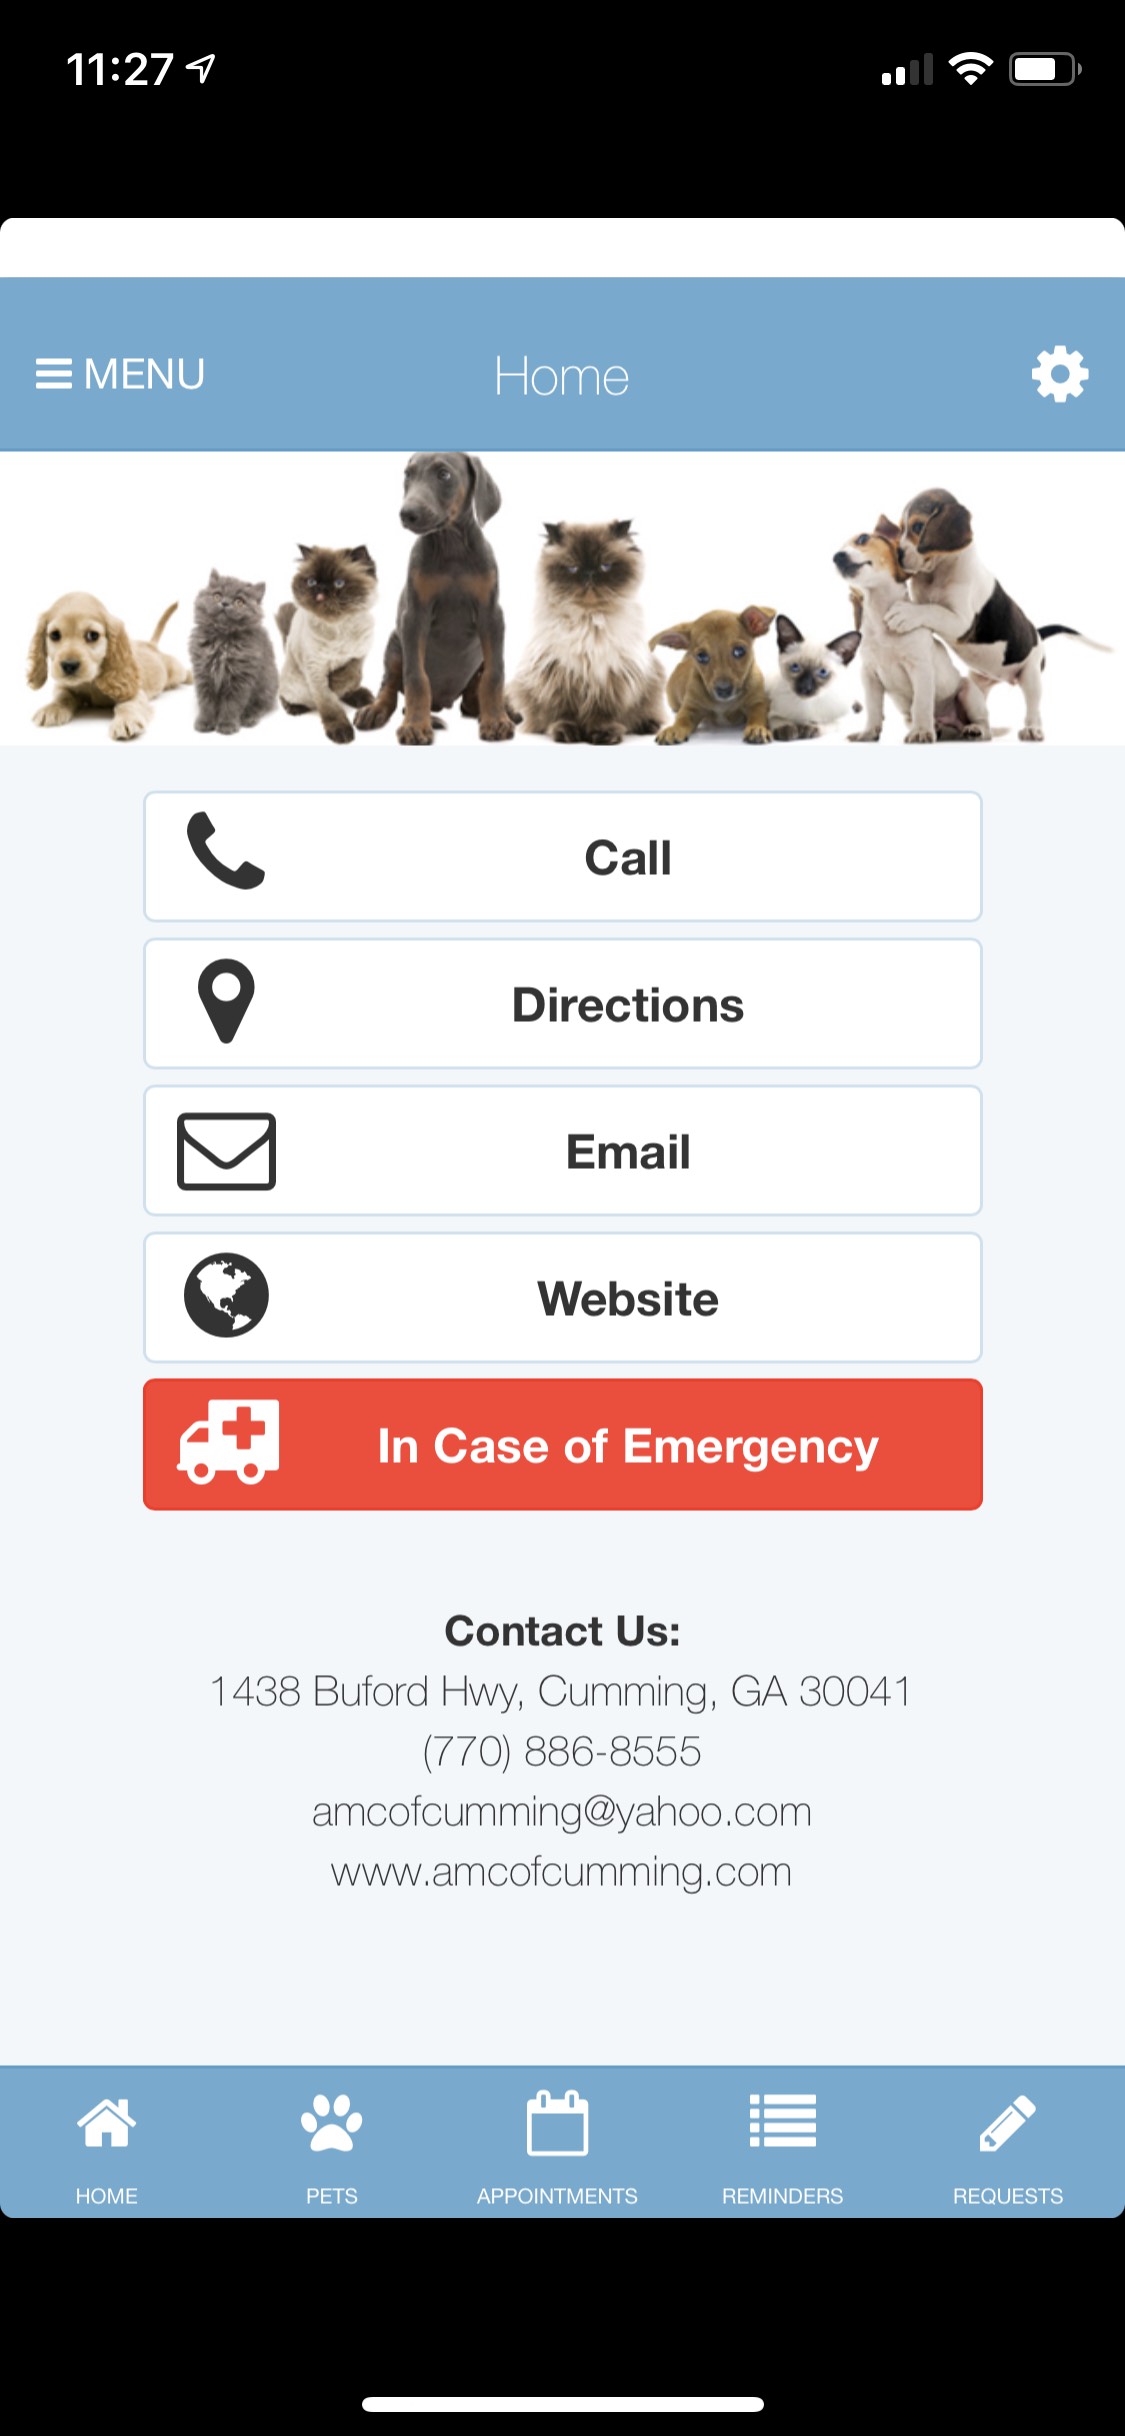 11:27
MENU
Home
Call
Directions
Email
Website
In Case of Emergency
Contact Us:
1438 Buford Hwy, Cumming, GA 30041
(770) 886-8555
amcofcumming@yahoo.com
www.amcofcumming.com
HOME
PETS
APPOINTMENTS
REMINDERS
REQUESTS